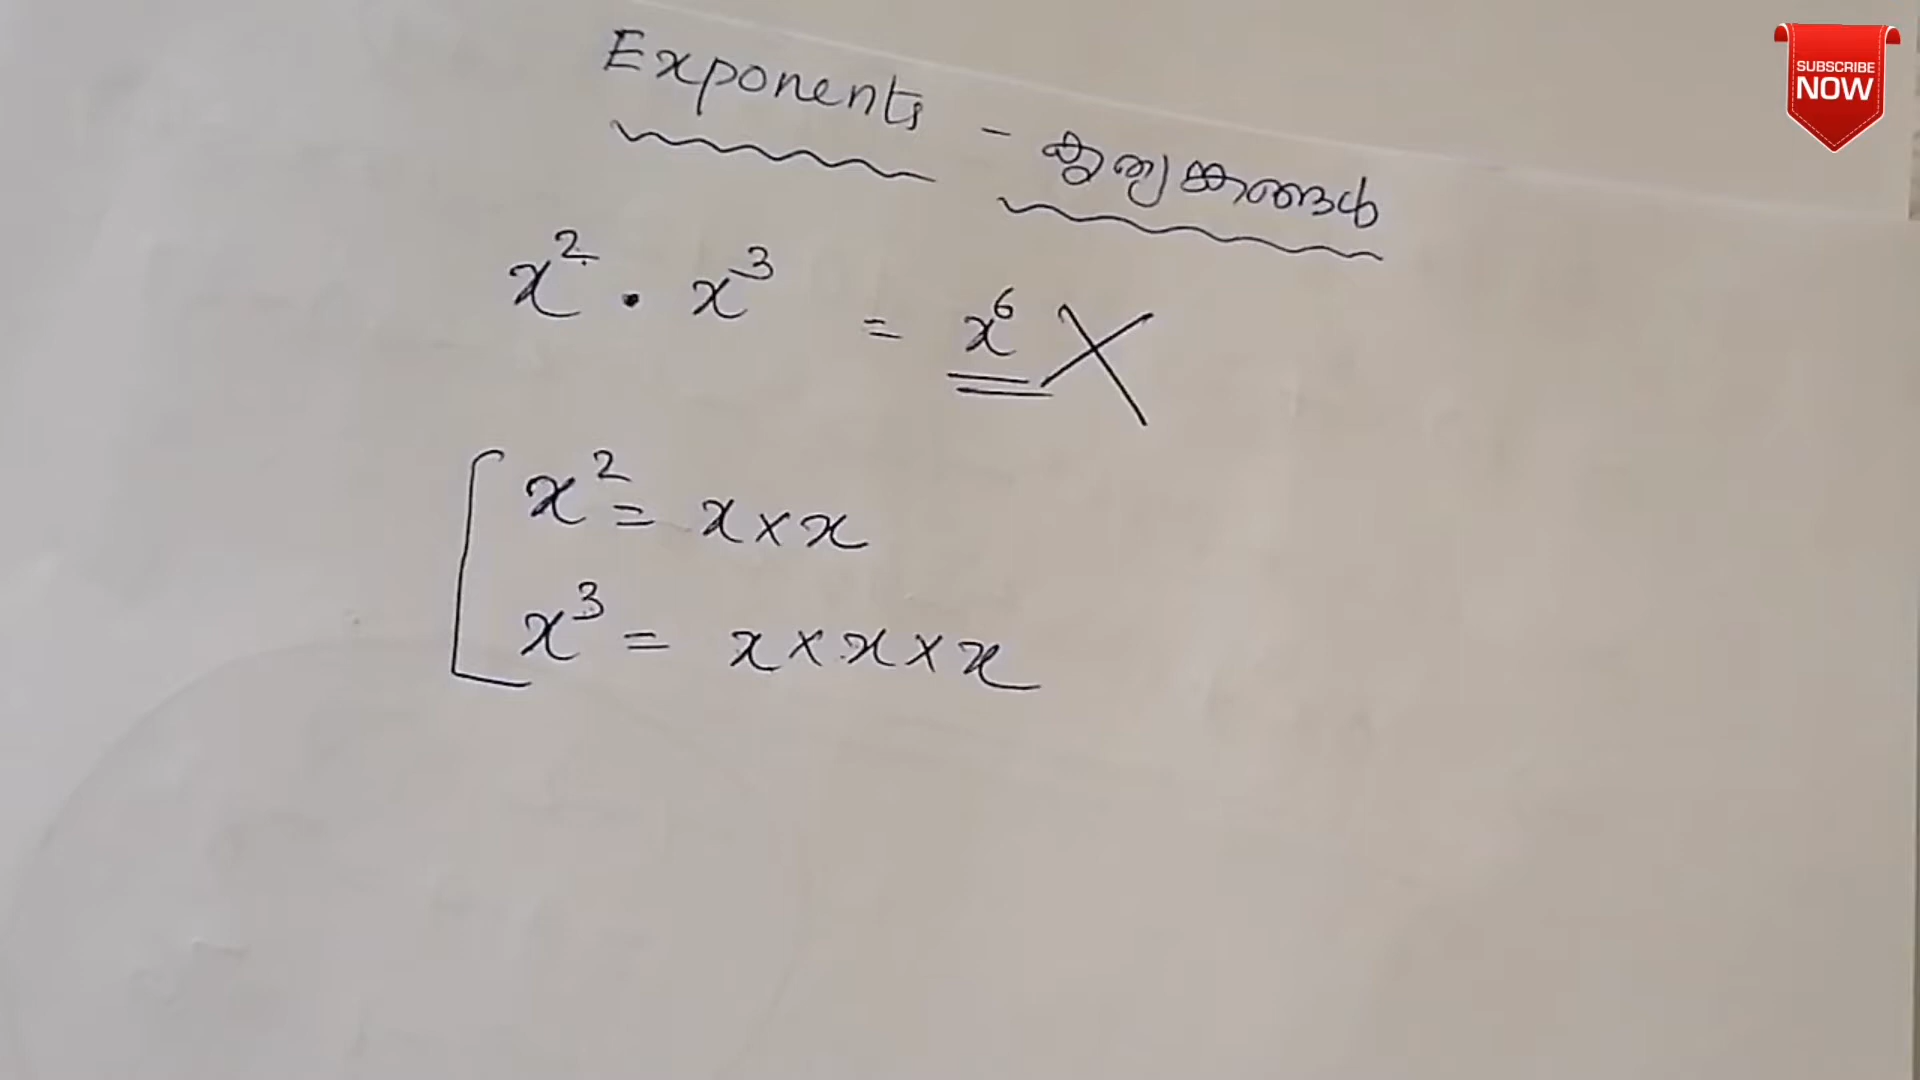 SUBSCRIBE
NOW
Exponents - കൃത്യങ്കങ്ങൾ
x² · x³ = x⁶ X
x² = x × x
x³ = x × x × x